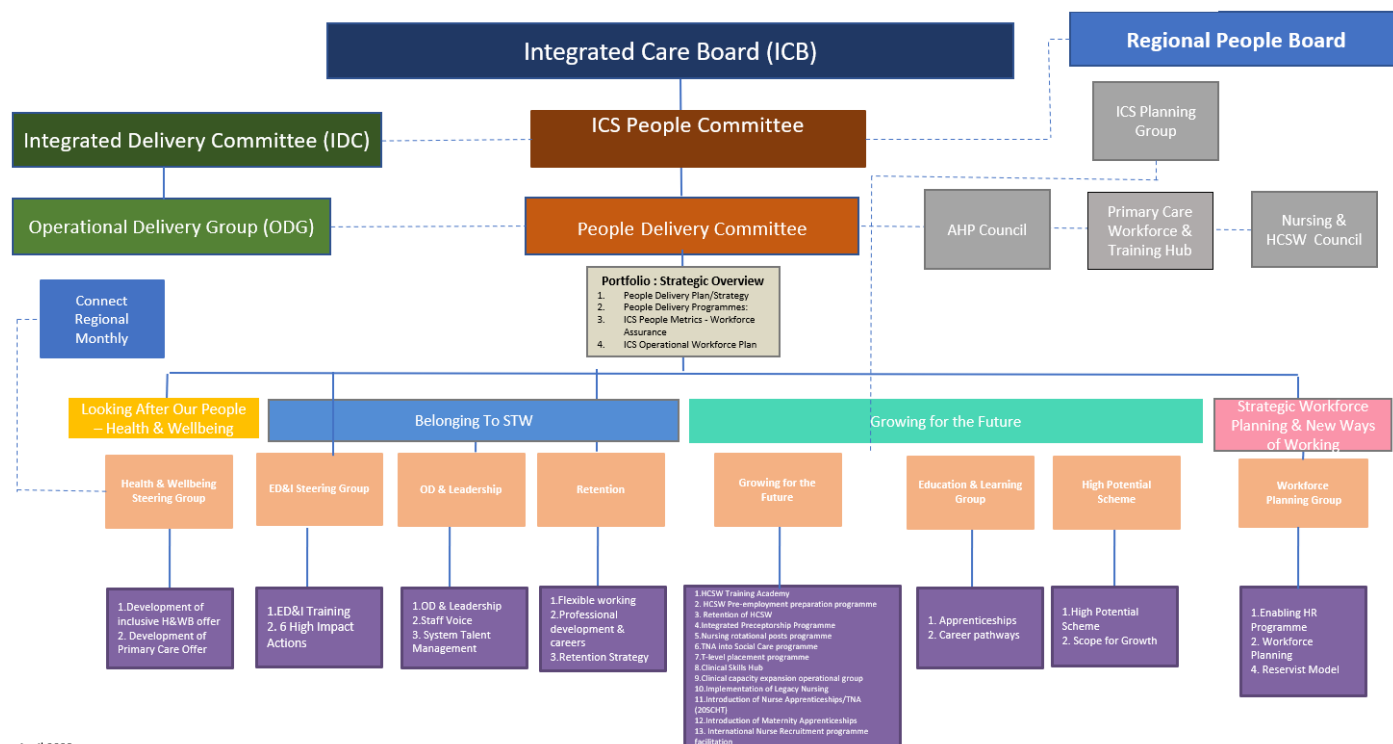 Integrated Care Board (ICB)
Regional People Board
ICS Planning
Group
Integrated Delivery Committee (IDC)
ICS People Committee
Operational Delivery Group (ODG)
People Delivery Committee
AHP Council
Primary Care
Workforce &
Training Hub
Nursing &
HCSW Council
Connect
Regional
Monthly
Portfolio : Strategic Overview
1. People Delivery Plan/Strategy
2. People Delivery Programmes:
3. ICS People Metrics - Workforce
Assurance
4. ICS Operational Workforce Plan
Looking After Our People
– Health & Wellbeing
Belonging To STW
Growing for the Future
Strategic Workforce
Planning & New Ways
of Working
Health & Wellbeing
Steering Group
ED&I Steering Group
OD & Leadership
Retention
Growing for the
Future
Education & Learning
Group
High Potential
Scheme
Workforce
Planning Group
1.Development of
inclusive H&WB offer
2. Development of
Primary Care Offer
1.ED&I Training
2. 6 High Impact
Actions
1.OD & Leadership
2.Staff Voice
3. System Talent
Management
1.Flexible working
2.Professional
development &
careers
3.Retention Strategy
1.HCSW Training Academy
2. HCSW Pre-employment preparation programme
3. Retention of HCSW
4.Integrated Preceptorship Programme
5.Nursing rotational posts programme
6.TNA into Social Care programme
7.T-level placement programme
8.Clinical Skills Hub
9.Clinical capacity expansion operational group
10.Implementation of Legacy Nursing
11.Introduction of Nurse Apprenticeships/TNA
(20SCHT)
12.Introduction of Maternity Apprenticeships
13. International Nurse Recruitment programme
facilitation
1. Apprenticeships
2. Career pathways
1.High Potential
Scheme
2. Scope for Growth
1.Enabling HR
Programme
2. Workforce
Planning
4. Reservist Model